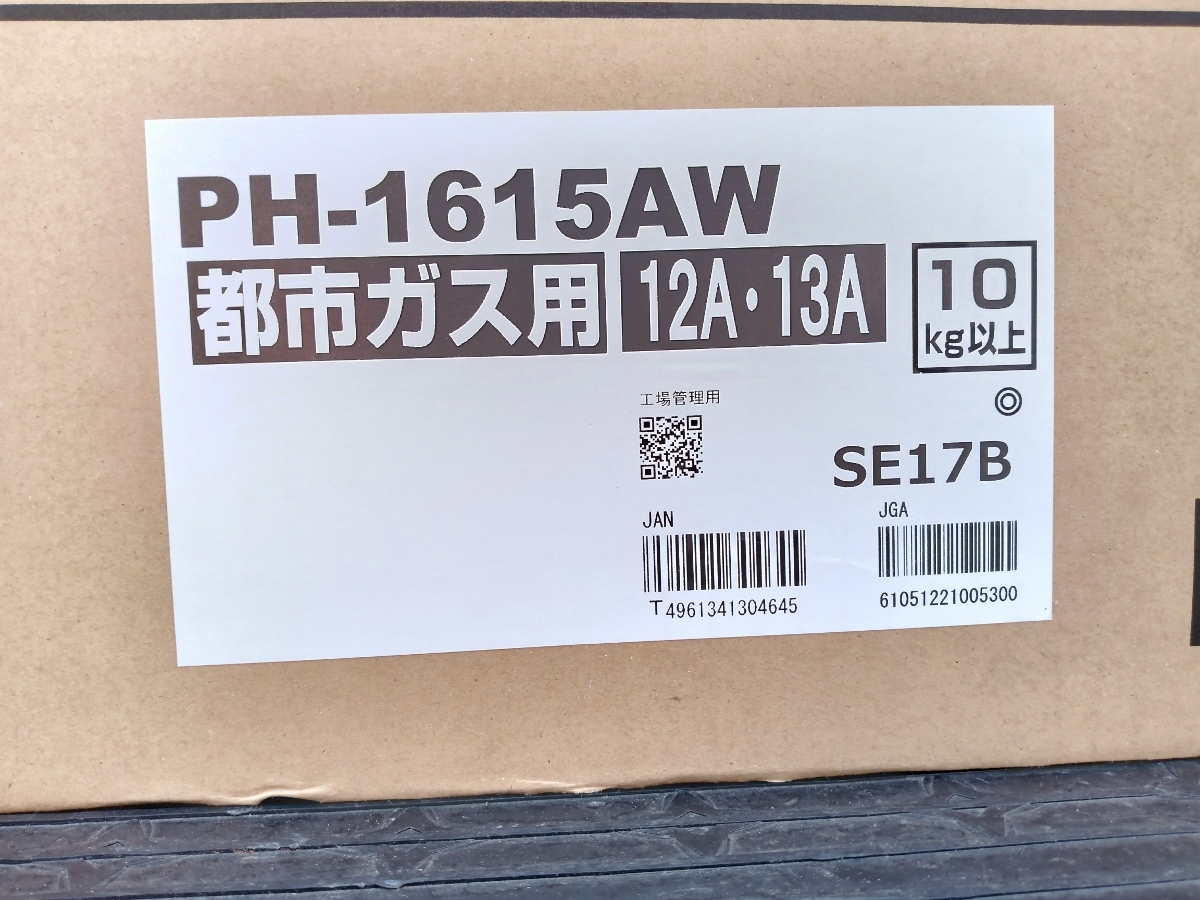 PH-1615AW
都市ガス用 12A・13A
10
kg以上
工場管理用
◎
SE17B
JAN
JGA
T4961341304645
61051221005300